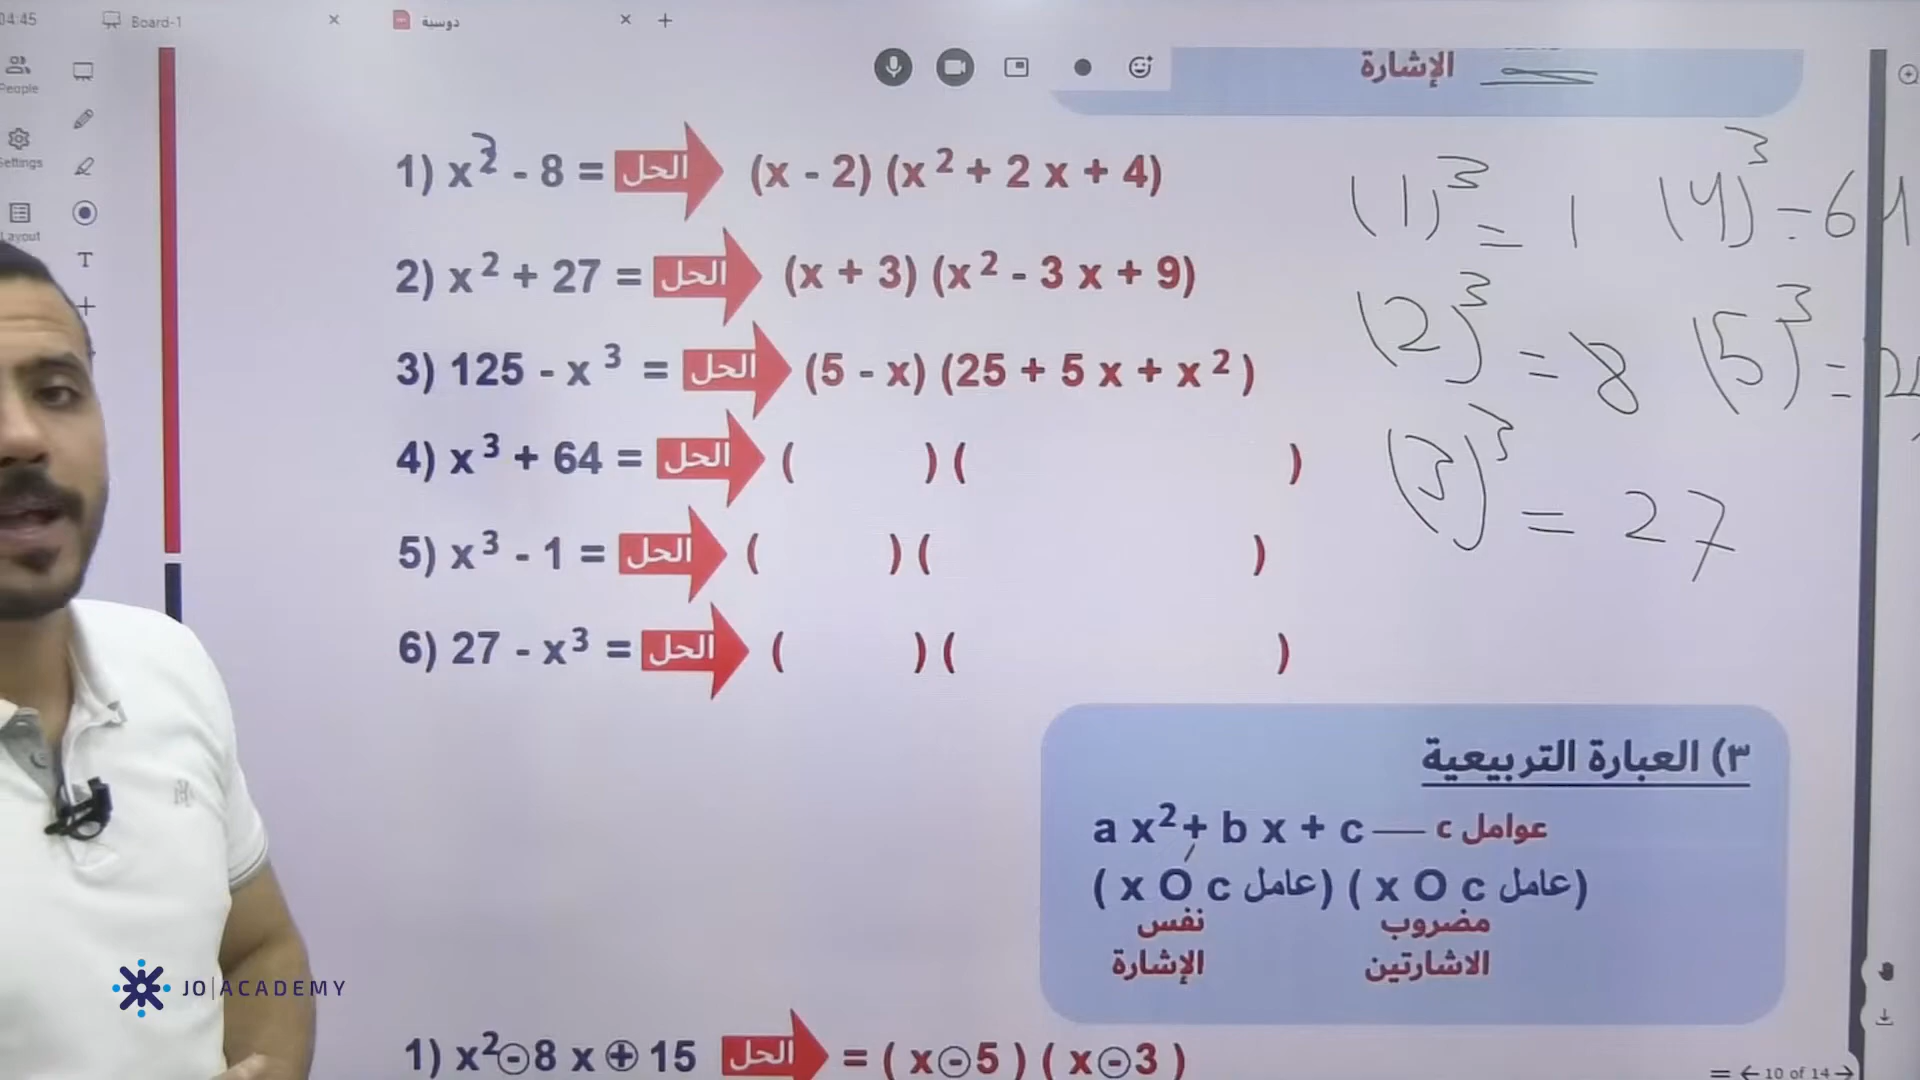 04:45
Board-1
دوسية
People
Settings
Layout
T
الإشارة
1) x³ - 8 = الحل (x - 2) (x² + 2 x + 4)
2) x² + 27 = الحل (x + 3) (x² - 3 x + 9)
3) 125 - x³ = الحل (5 - x) (25 + 5 x + x²)
4) x³ + 64 = الحل ( ) ( )
5) x³ - 1 = الحل ( ) ( )
6) 27 - x³ = الحل ( ) ( )
(1)³ = 1
(4)³ = 64
(2)³ = 8
(5)³ =
(3)³ = 27
٣) العبارة التربيعية
a x² + b x + c — عوامل c
( x O c عامل) ( x O c عامل)
نفس مضروب
الإشارة الاشارتين
1) x² - 8 x + 15 الحل = ( x - 5 ) ( x - 3 )
JO|ACADEMY
10 of 14